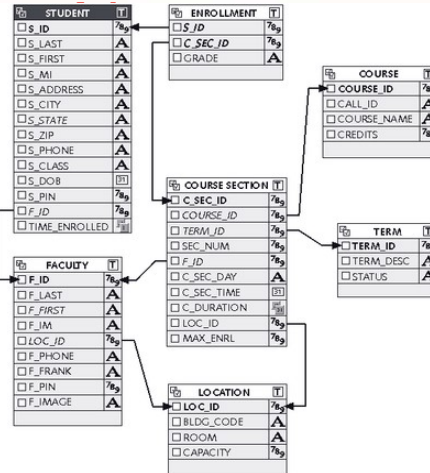 STUDENT
S_ID
S_LAST
S_FIRST
S_MI
S_ADDRESS
S_CITY
S_STATE
S_ZIP
S_PHONE
S_CLASS
S_DOB
S_PIN
F_ID
TIME_ENROLLED
ENROLLMENT
S_ID
C_SEC_ID
GRADE
COURSE
COURSE_ID
CALL_ID
COURSE_NAME
CREDITS
COURSE SECTION
C_SEC_ID
COURSE_ID
TERM_ID
SEC_NUM
F_ID
C_SEC_DAY
C_SEC_TIME
C_DURATION
LOC_ID
MAX_ENRL
TERM
TERM_ID
TERM_DESC
STATUS
FACULTY
F_ID
F_LAST
F_FIRST
F_IM
LOC_ID
F_PHONE
F_FRANK
F_PIN
F_IMAGE
LOCATION
LOC_ID
BLDG_CODE
ROOM
CAPACITY